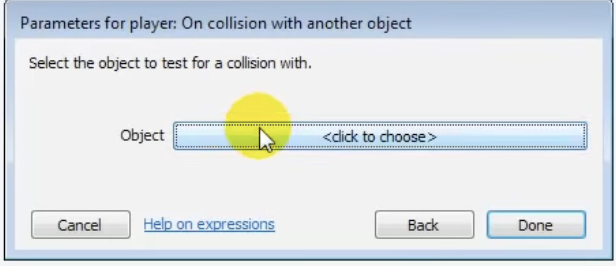 Parameters for player: On collision with another object
Select the object to test for a collision with.
Object <click to choose>
Cancel Help on expressions Back Done